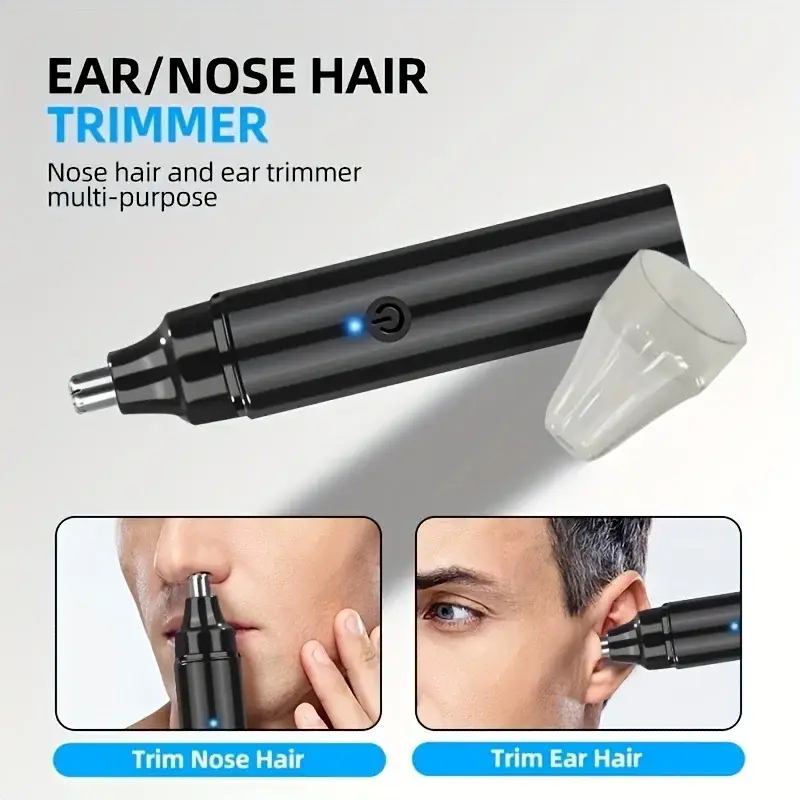 EAR/NOSE HAIR
TRIMMER
Nose hair and ear trimmer
multi-purpose
Trim Nose Hair
Trim Ear Hair